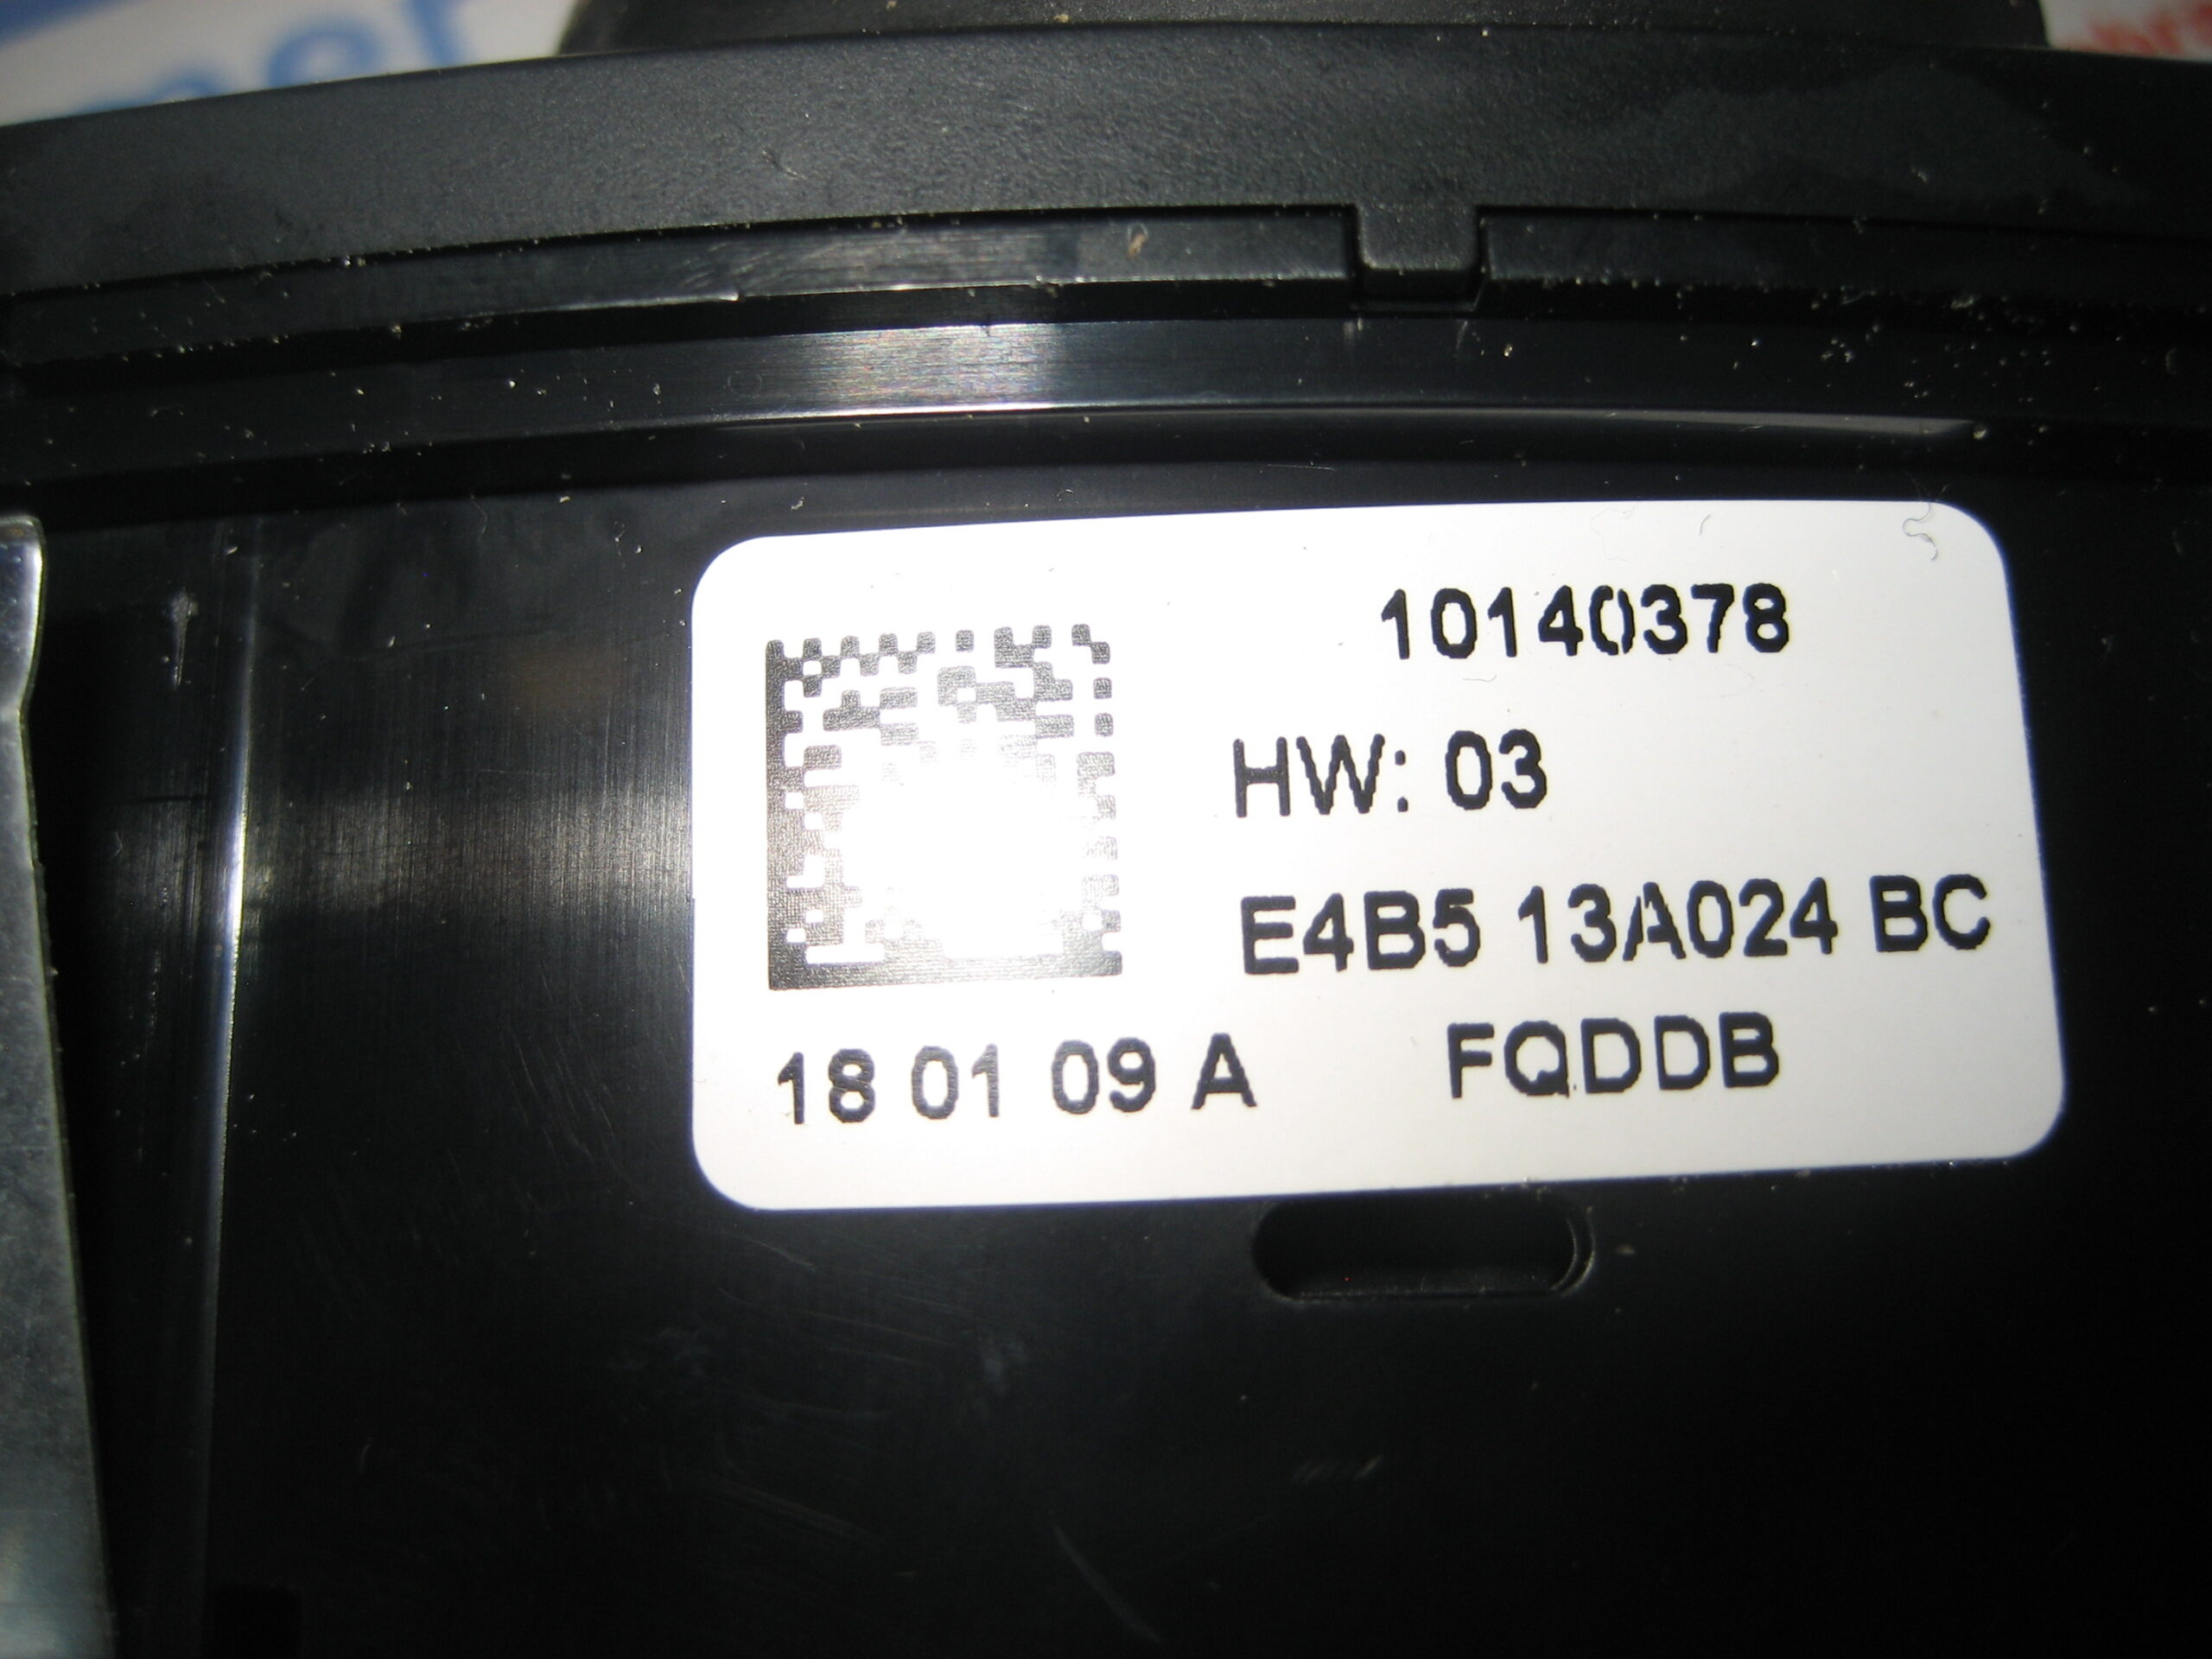 10140378
HW: 03
E4B5 13A024 BC
18 01 09 A FQDDB